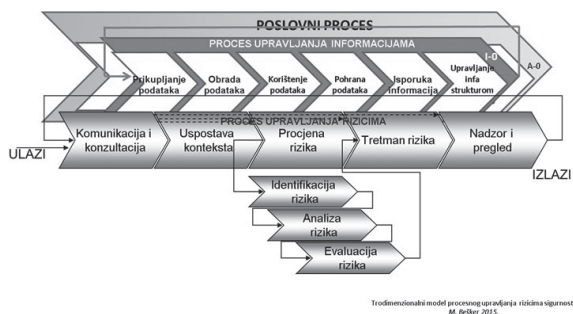 POSLOVNI PROCES
PROCES UPRAVLJANJA INFORMACIJAMA
I-0
A-0
Prikupljanje
podataka
Obrada
podataka
Korištenje
podataka
Pohrana
podataka
Isporuka
informacija
Upravljanje
infa
strukturom
PROCES UPRAVLJANJA RIZICIMA
ULAZI
Komunikacija i
konzultacija
Uspostava
konteksta
Procjena
rizika
Tretman rizika
Nadzor i
pregled
IZLAZI
Identifikacija
rizika
Analiza
rizika
Evaluacija
rizika
Trodimenzionalni model procesnog upravljanja rizicima sigurnost
M. Bešker 2015.